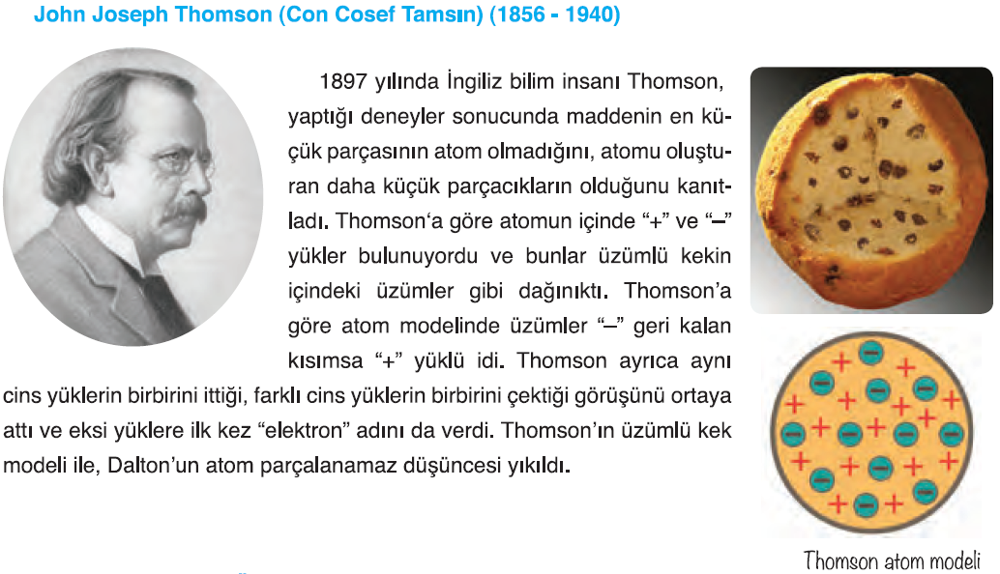 John Joseph Thomson (Con Cosef Tamsın) (1856 - 1940)
1897 yılında İngiliz bilim insanı Thomson,
yaptığı deneyler sonucunda maddenin en kü-
çük parçasının atom olmadığını, atomu oluştu-
ran daha küçük parçacıkların olduğunu kanıt-
ladı. Thomson‘a göre atomun içinde “+” ve “–”
yükler bulunuyordu ve bunlar üzümlü kekin
içindeki üzümler gibi dağınıktı. Thomson’a
göre atom modelinde üzümler “–” geri kalan
kısımsa “+” yüklü idi. Thomson ayrıca aynı
cins yüklerin birbirini ittiği, farklı cins yüklerin birbirini çektiği görüşünü ortaya
attı ve eksi yüklere ilk kez “elektron” adını da verdi. Thomson’ın üzümlü kek
modeli ile, Dalton’un atom parçalanamaz düşüncesi yıkıldı.
Thomson atom modeli